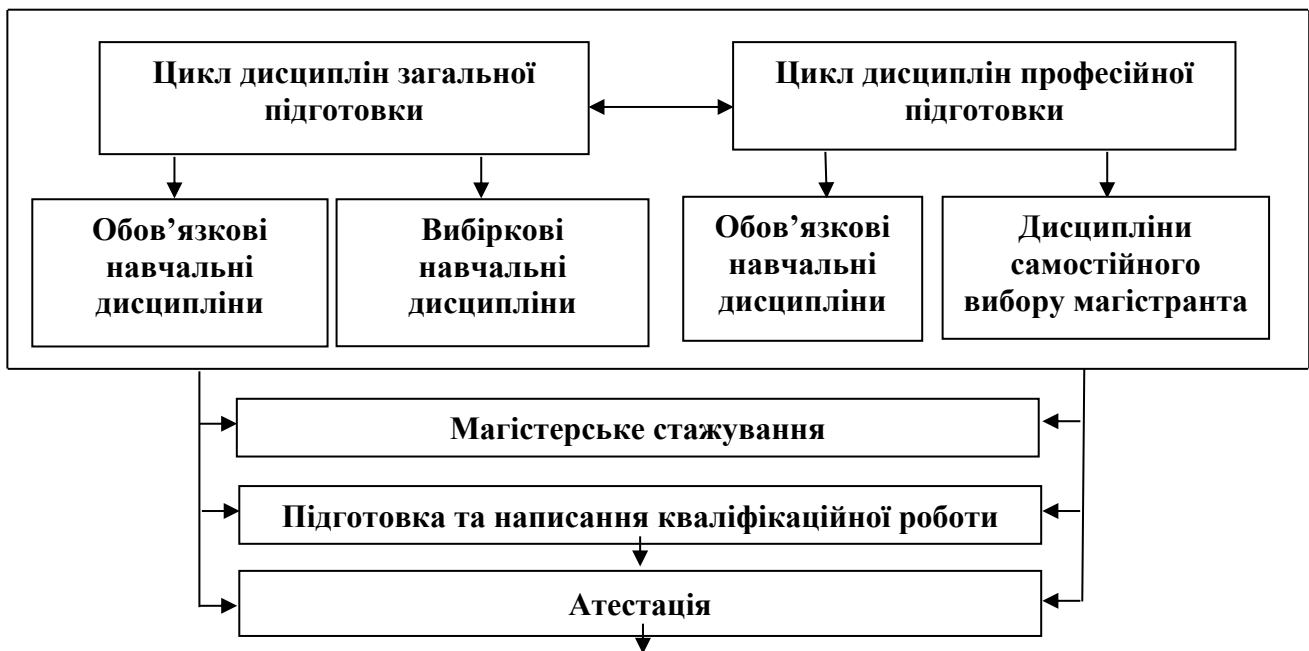 Цикл дисциплін загальної
підготовки
Цикл дисциплін професійної
підготовки
Обов’язкові
навчальні
дисципліни
Вибіркові
навчальні
дисципліни
Обов’язкові
навчальні
дисципліни
Дисципліни
самостійного
вибору магістранта
Магістерське стажування
Підготовка та написання кваліфікаційної роботи
Атестація